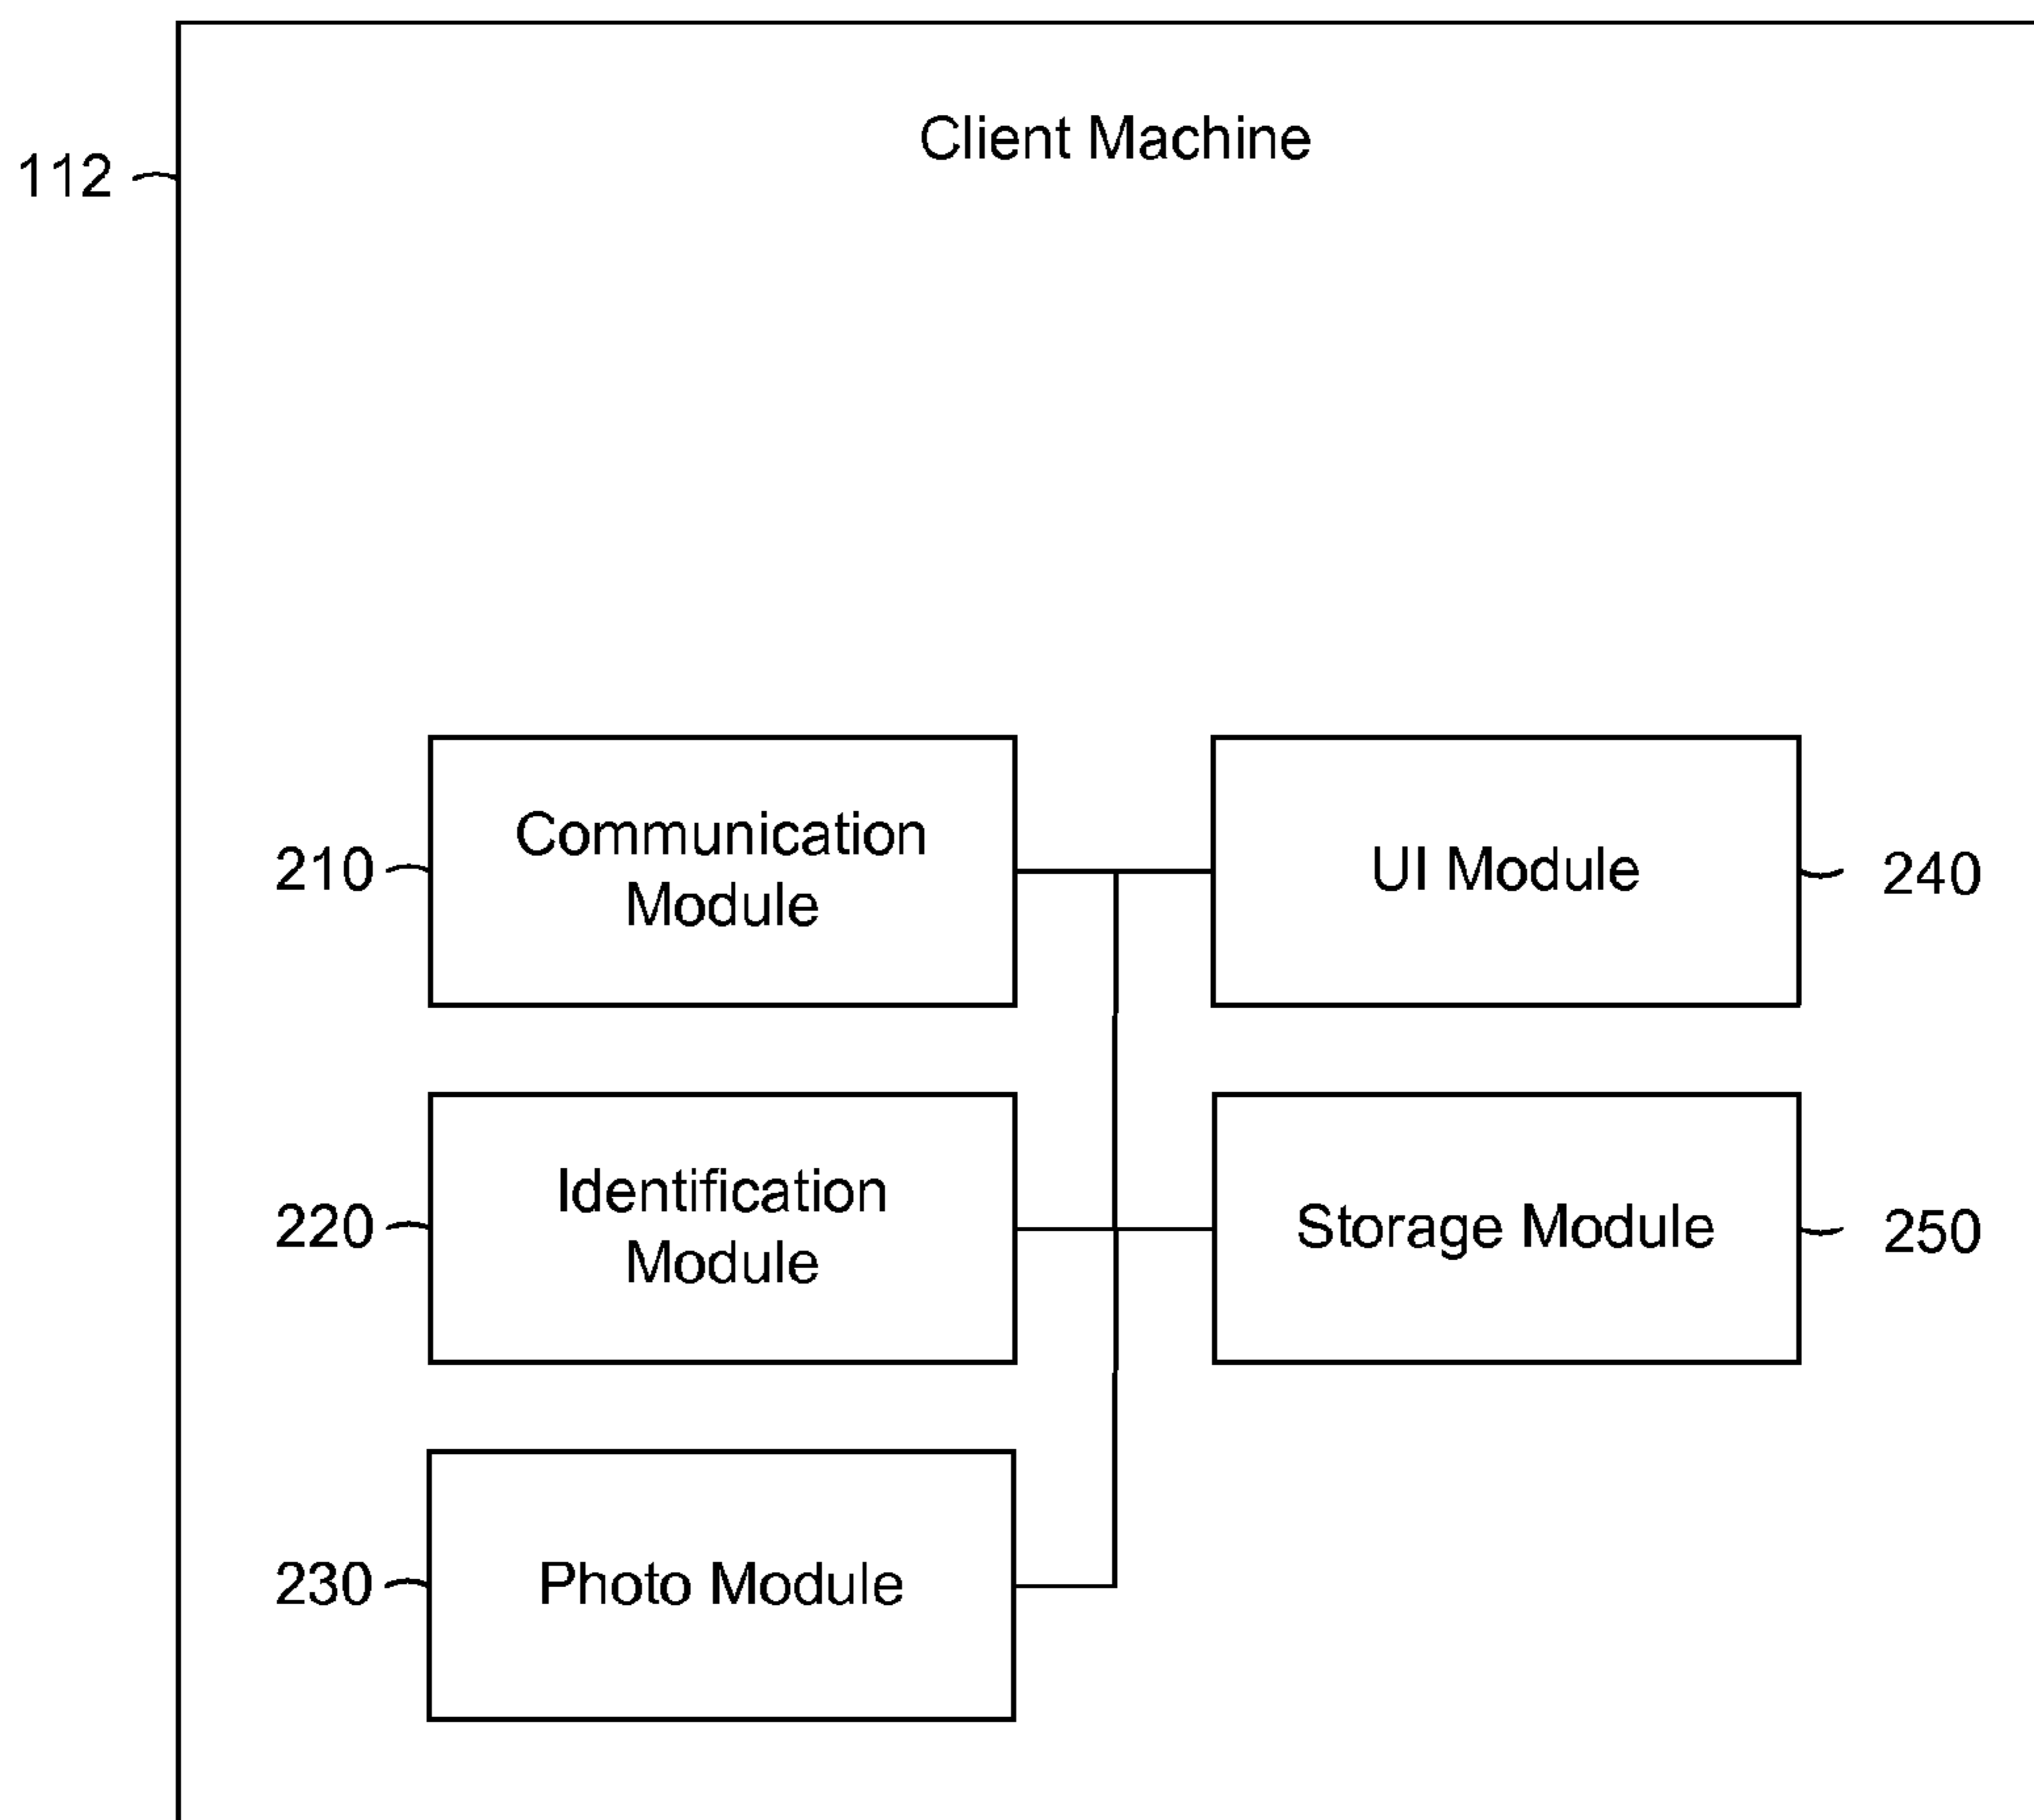 Client Machine
112
Communication
Module
210
UI Module
240
Identification
Module
220
Storage Module
250
Photo Module
230